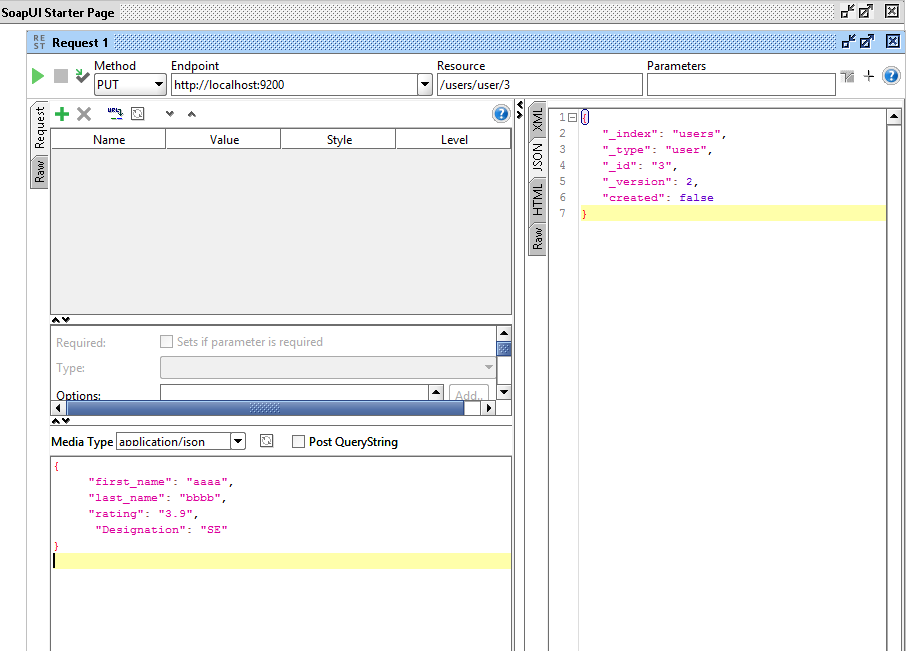 SoapUI Starter Page
REST Request 1
Method Endpoint Resource Parameters
PUT http://localhost:9200 /users/user/3
Request
Raw
Name Value Style Level
Required: Sets if parameter is required
Type:
Options: Add..
Media Type application/json Post QueryString
{
"first_name": "aaaa",
"last_name": "bbbb",
"rating": "3.9",
"Designation": "SE"
}
XML
JSON
HTML
Raw
1 {
2 "_index": "users",
3 "_type": "user",
4 "_id": "3",
5 "_version": 2,
6 "created": false
7 }